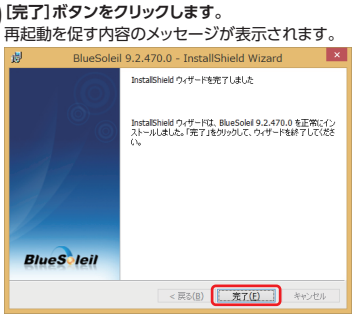 [完了]ボタンをクリックします。
再起動を促す内容のメッセージが表示されます。
BlueSoleil 9.2.470.0 - InstallShield Wizard
InstallShield ウィザードを完了しました
InstallShield ウィザードは、BlueSoleil 9.2.470.0 を正常にイン
ストールしました。「完了」をクリックして、ウィザードを終了してくださ
い。
BlueSoleil
< 戻る(B)
完了(F)
キャンセル